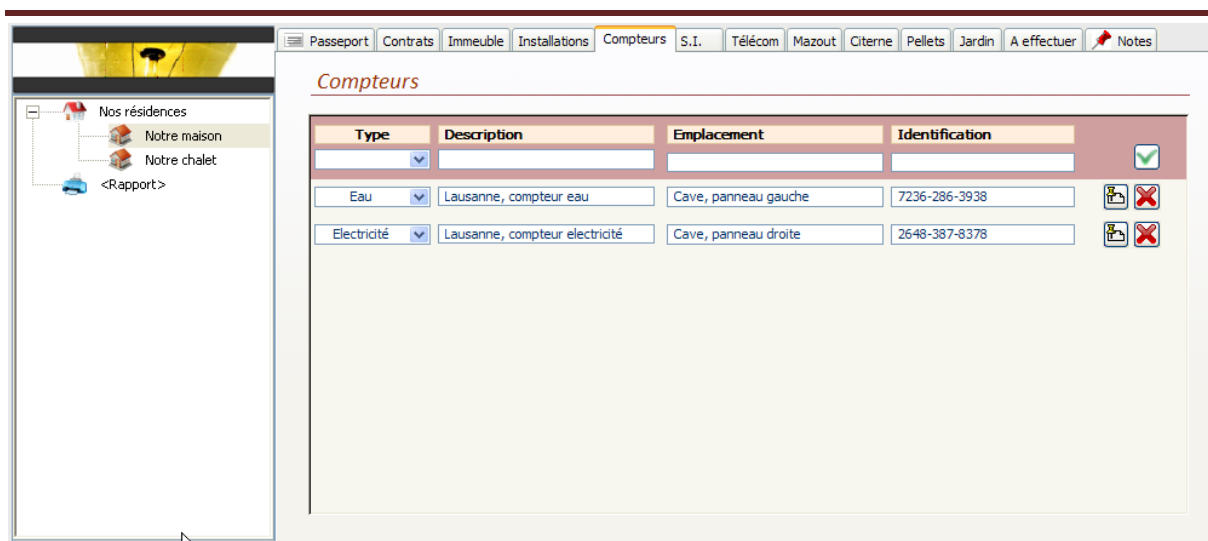 Passeport Contrats Immeuble Installations Compteurs S.I. Télécom Mazout Citerne Pellets Jardin A effectuer Notes
Compteurs
Nos résidences
Notre maison
Notre chalet
<Rapport>
Type Description Emplacement Identification
Eau Lausanne, compteur eau Cave, panneau gauche 7236-286-3938
Electricité Lausanne, compteur electricité Cave, panneau droite 2648-387-8378